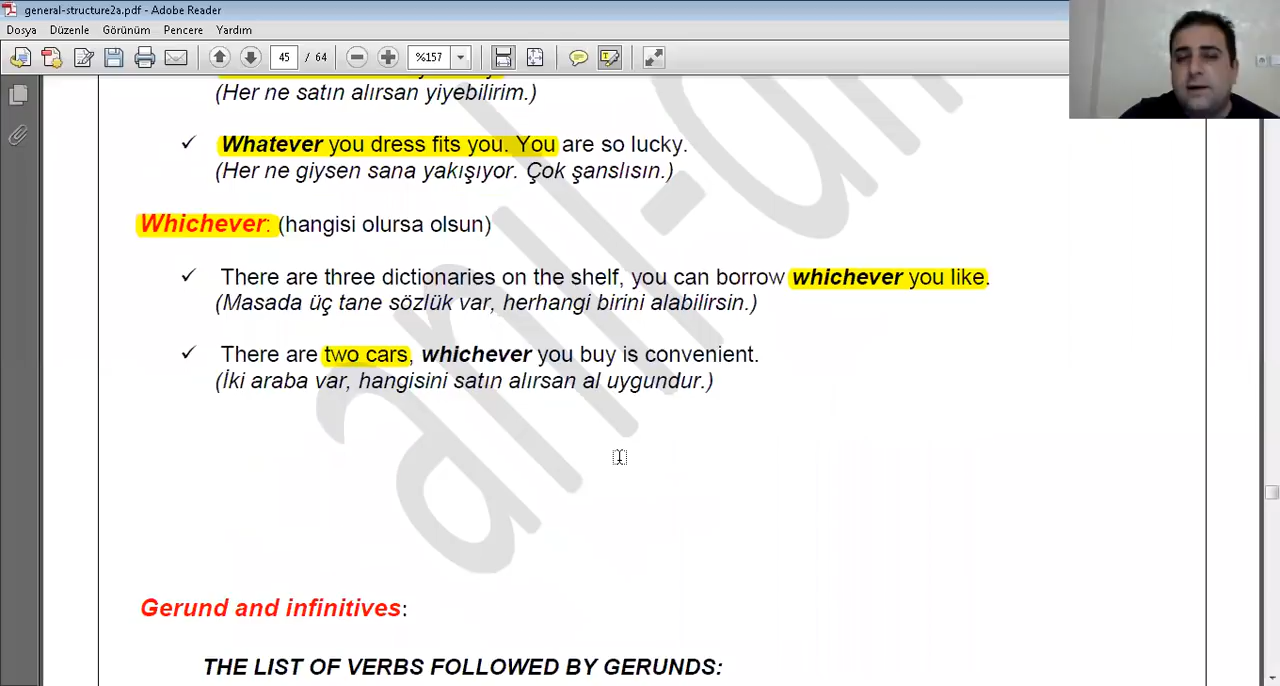 general-structure2a.pdf - Adobe Reader
Dosya Düzenle Görünüm Pencere Yardım
45 / 64 %157
(Her ne satın alırsan yiyebilirim.)
✓ Whatever you dress fits you. You are so lucky.
(Her ne giysen sana yakışıyor. Çok şanslısın.)
Whichever: (hangisi olursa olsun)
✓ There are three dictionaries on the shelf, you can borrow whichever you like.
(Masada üç tane sözlük var, herhangi birini alabilirsin.)
✓ There are two cars, whichever you buy is convenient.
(İki araba var, hangisini satın alırsan al uygundur.)
Gerund and infinitives:
THE LIST OF VERBS FOLLOWED BY GERUNDS: